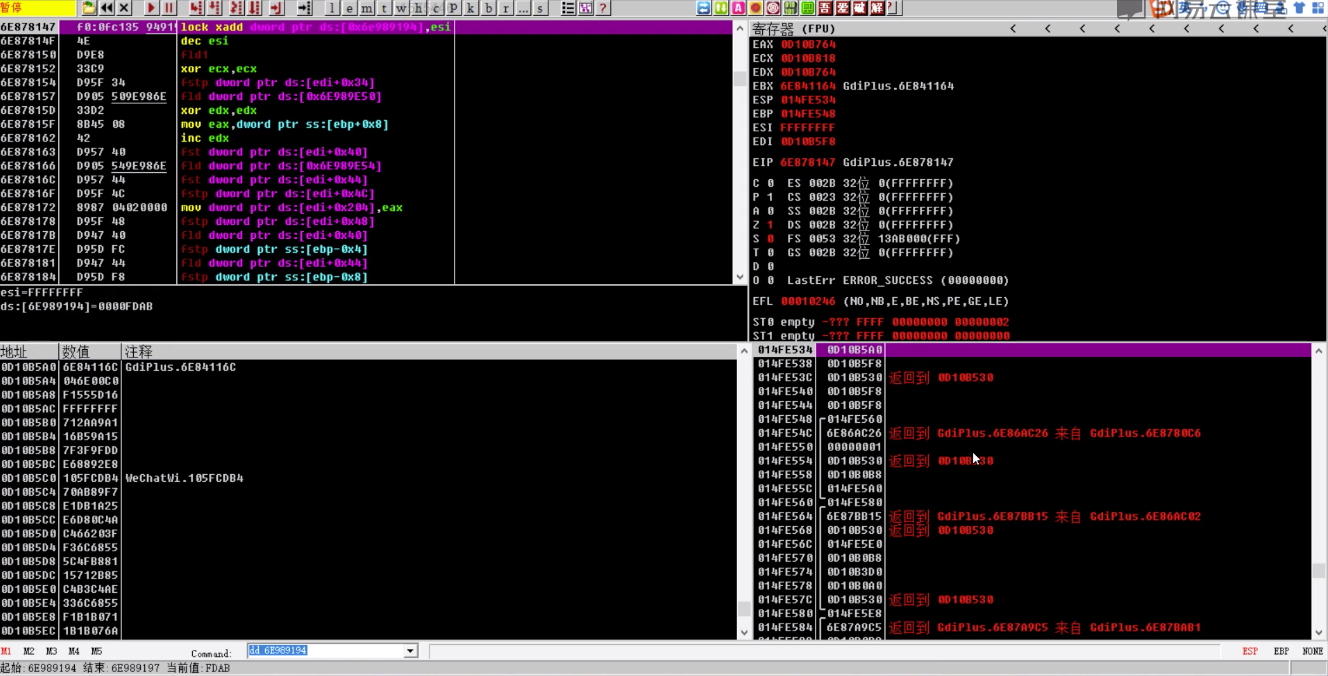 暂停
l e m t w h c P k b r ... s ?
6E878147 f0:0fc135 9491 lock xadd dword ptr ds:[0x6e989194],esi
6E87814F 4E dec esi
6E878150 D9E8 fld1
6E878152 33C9 xor ecx,ecx
6E878154 D95F 34 fstp dword ptr ds:[edi+0x34]
6E878157 D905 509E986E fld dword ptr ds:[0x6E989E50]
6E87815D 33D2 xor edx,edx
6E87815F 8B45 08 mov eax,dword ptr ss:[ebp+0x8]
6E878162 42 inc edx
6E878163 D957 40 fst dword ptr ds:[edi+0x40]
6E878166 D905 549E986E fld dword ptr ds:[0x6E989E54]
6E87816C D957 44 fst dword ptr ds:[edi+0x44]
6E87816F D95F 4C fstp dword ptr ds:[edi+0x4C]
6E878172 8987 04020000 mov dword ptr ds:[edi+0x204],eax
6E878178 D95F 48 fstp dword ptr ds:[edi+0x48]
6E87817B D947 40 fld dword ptr ds:[edi+0x40]
6E87817E D95D FC fstp dword ptr ss:[ebp-0x4]
6E878181 D947 44 fld dword ptr ds:[edi+0x44]
6E878184 D95D F8 fstp dword ptr ss:[ebp-0x8]
esi=FFFFFFFF
ds:[6E989194]=0000FDAB
寄存器 (FPU) < < < < < < < < <
EAX 0D10B764
ECX 0D10B818
EDX 0D10B764
EBX 6E841164 GdiPlus.6E841164
ESP 014FE534
EBP 014FE548
ESI FFFFFFFF
EDI 0D10B5F8
EIP 6E878147 GdiPlus.6E878147
C 0 ES 002B 32位 0(FFFFFFFF)
P 1 CS 0023 32位 0(FFFFFFFF)
A 0 SS 002B 32位 0(FFFFFFFF)
Z 1 DS 002B 32位 0(FFFFFFFF)
S 0 FS 0053 32位 13AB000(FFF)
T 0 GS 002B 32位 0(FFFFFFFF)
D 0
O 0 LastErr ERROR_SUCCESS (00000000)
EFL 00010246 (NO,NB,E,BE,NS,PE,GE,LE)
ST0 empty -??? FFFF 00000000 00000002
ST1 empty -??? FFFF 00000000 00000000
地址 数值 注释
0D10B5A0 6E84116C GdiPlus.6E84116C
0D10B5A4 046E00C0
0D10B5A8 F1555D16
0D10B5AC FFFFFFFF
0D10B5B0 712AA9A1
0D10B5B4 16B59A15
0D10B5B8 7F3F9FDD
0D10B5BC E68892E8
0D10B5C0 105FCDB4 WeChatWi.105FCDB4
0D10B5C4 70AB89F7
0D10B5C8 E1DB1A25
0D10B5CC E6D80C4A
0D10B5D0 C466203F
0D10B5D4 F36C6855
0D10B5D8 5C4FB881
0D10B5DC 15712B85
0D10B5E0 C4B3C4AE
0D10B5E4 336C6855
0D10B5E8 F1B1B071
0D10B5EC 1B1B076A
014FE534 0D10B5A0
014FE538 0D10B5F8
014FE53C 0D10B530 返回到 0D10B530
014FE540 0D10B5F8
014FE544 0D10B5F8
014FE548 014FE560
014FE54C 6E86AC26 返回到 GdiPlus.6E86AC26 来自 GdiPlus.6E8780C6
014FE550 00000001
014FE554 0D10B530 返回到 0D10B530
014FE558 0D10B0B8
014FE55C 014FE5A0
014FE560 014FE580
014FE564 6E87BB15 返回到 GdiPlus.6E87BB15 来自 GdiPlus.6E86AC02
014FE568 0D10B530 返回到 0D10B530
014FE56C 014FE5E0
014FE570 0D10B0B8
014FE574 0D10B3D0
014FE578 0D10B0A0
014FE57C 0D10B530 返回到 0D10B530
014FE580 014FE5E8
014FE584 6E87A9C5 返回到 GdiPlus.6E87A9C5 来自 GdiPlus.6E87BAB1
M1 M2 M3 M4 M5 Command: dd 6E989194 ESP EBP NONE
起始:6E989194 结束:6E989197 当前值:FDAB